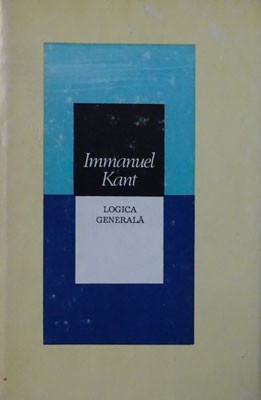 Immanuel
Kant
LOGICA
GENERALĂ